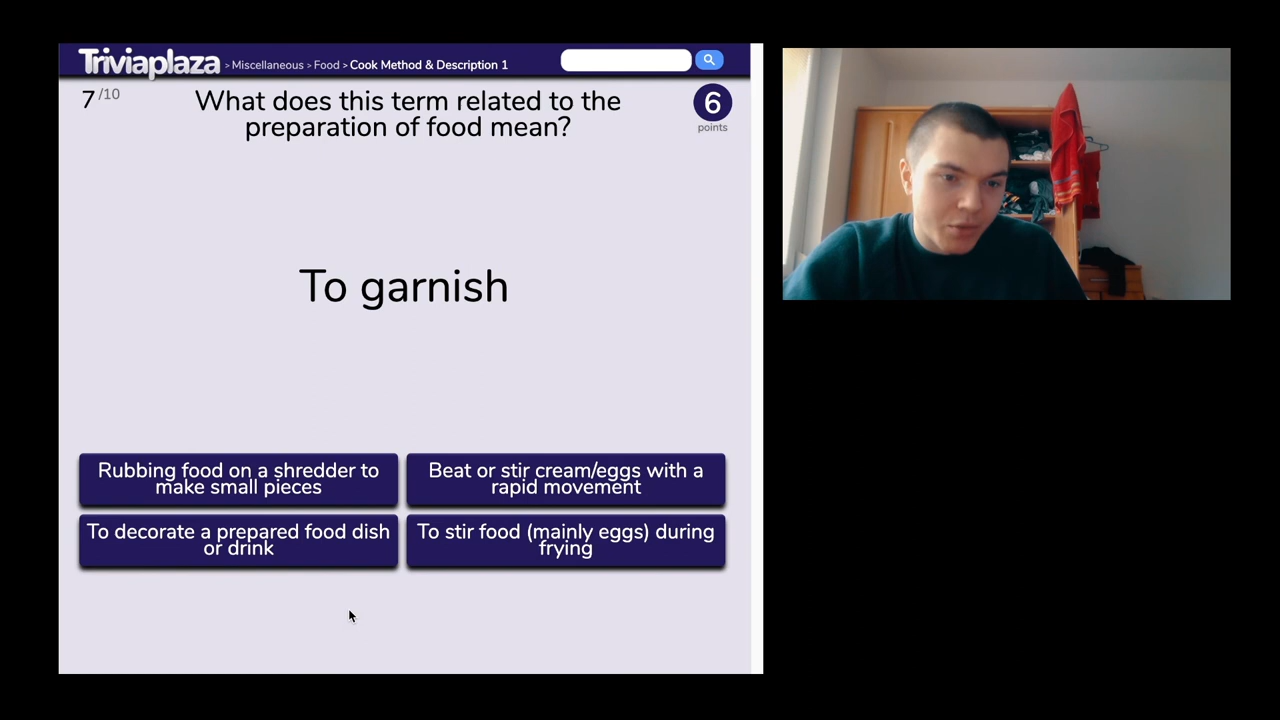 Triviaplaza > Miscellaneous > Food > Cook Method & Description 1
7/10
What does this term related to the
preparation of food mean?
6
points
To garnish
Rubbing food on a shredder to
make small pieces
Beat or stir cream/eggs with a
rapid movement
To decorate a prepared food dish
or drink
To stir food (mainly eggs) during
frying